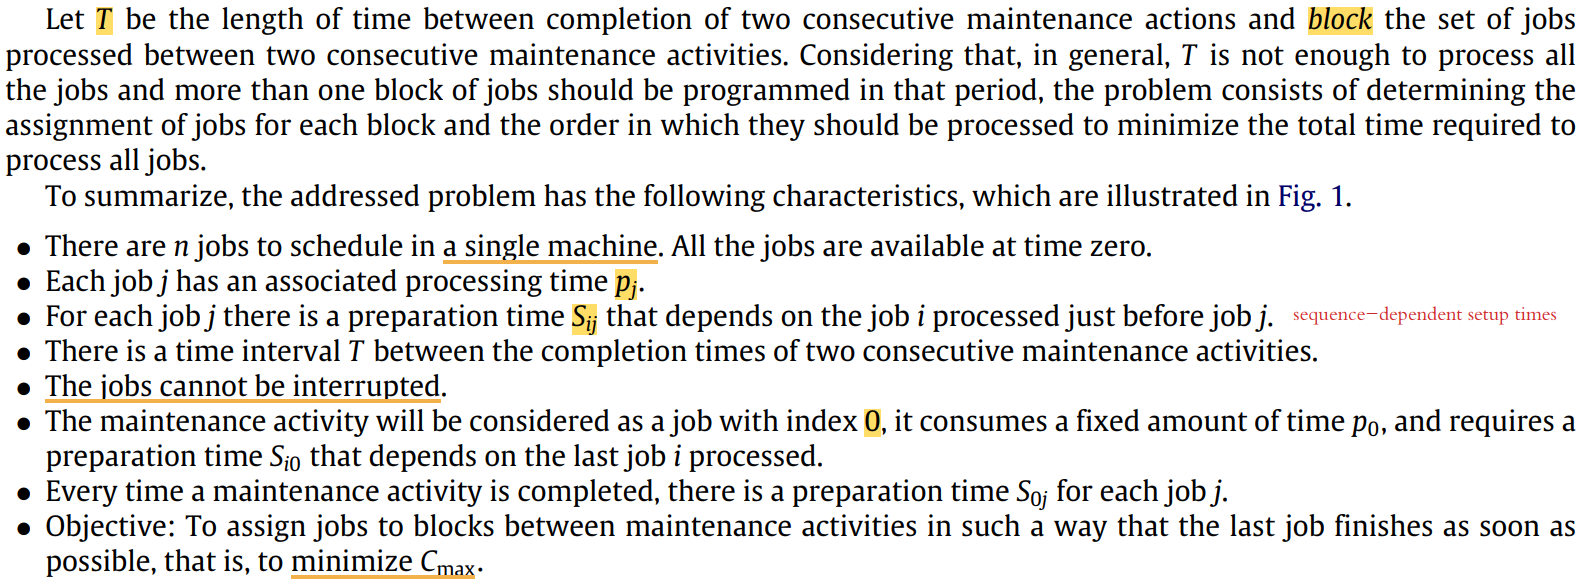 Let T be the length of time between completion of two consecutive maintenance actions and block the set of jobs
processed between two consecutive maintenance activities. Considering that, in general, T is not enough to process all
the jobs and more than one block of jobs should be programmed in that period, the problem consists of determining the
assignment of jobs for each block and the order in which they should be processed to minimize the total time required to
process all jobs.
To summarize, the addressed problem has the following characteristics, which are illustrated in Fig. 1.
• There are n jobs to schedule in a single machine. All the jobs are available at time zero.
• Each job j has an associated processing time pⱼ.
• For each job j there is a preparation time Sᵢⱼ that depends on the job i processed just before job j. sequence–dependent setup times
• There is a time interval T between the completion times of two consecutive maintenance activities.
• The jobs cannot be interrupted.
• The maintenance activity will be considered as a job with index 0, it consumes a fixed amount of time p₀, and requires a
preparation time Sᵢ₀ that depends on the last job i processed.
• Every time a maintenance activity is completed, there is a preparation time S₀ⱼ for each job j.
• Objective: To assign jobs to blocks between maintenance activities in such a way that the last job finishes as soon as
possible, that is, to minimize Cₘₐₓ.